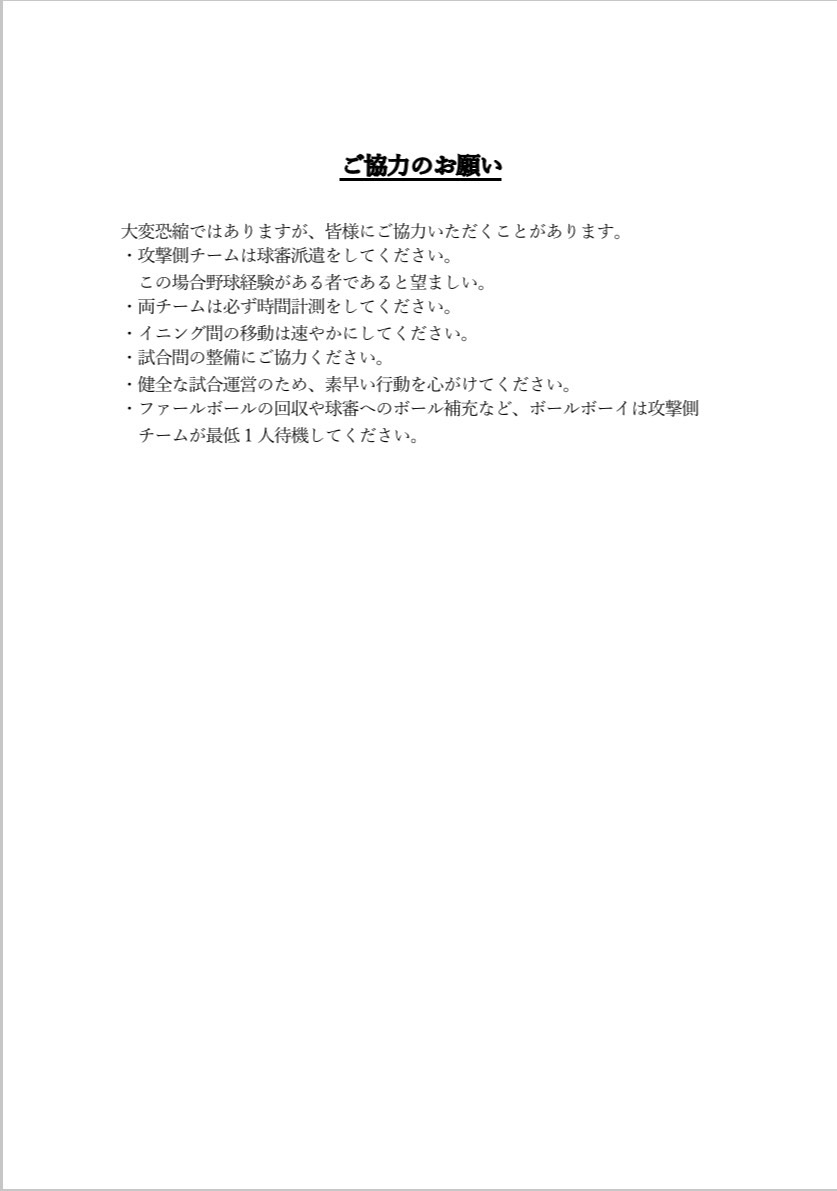 ご協力のお願い
大変恐縮ではありますが、皆様にご協力いただくことがあります。
・攻撃側チームは球審派遣をしてください。
この場合野球経験がある者であると望ましい。
・両チームは必ず時間計測をしてください。
・イニング間の移動は速やかにしてください。
・試合間の整備にご協力ください。
・健全な試合運営のため、素早い行動を心がけてください。
・ファールボールの回収や球審へのボール補充など、ボールボーイは攻撃側
チームが最低１人待機してください。